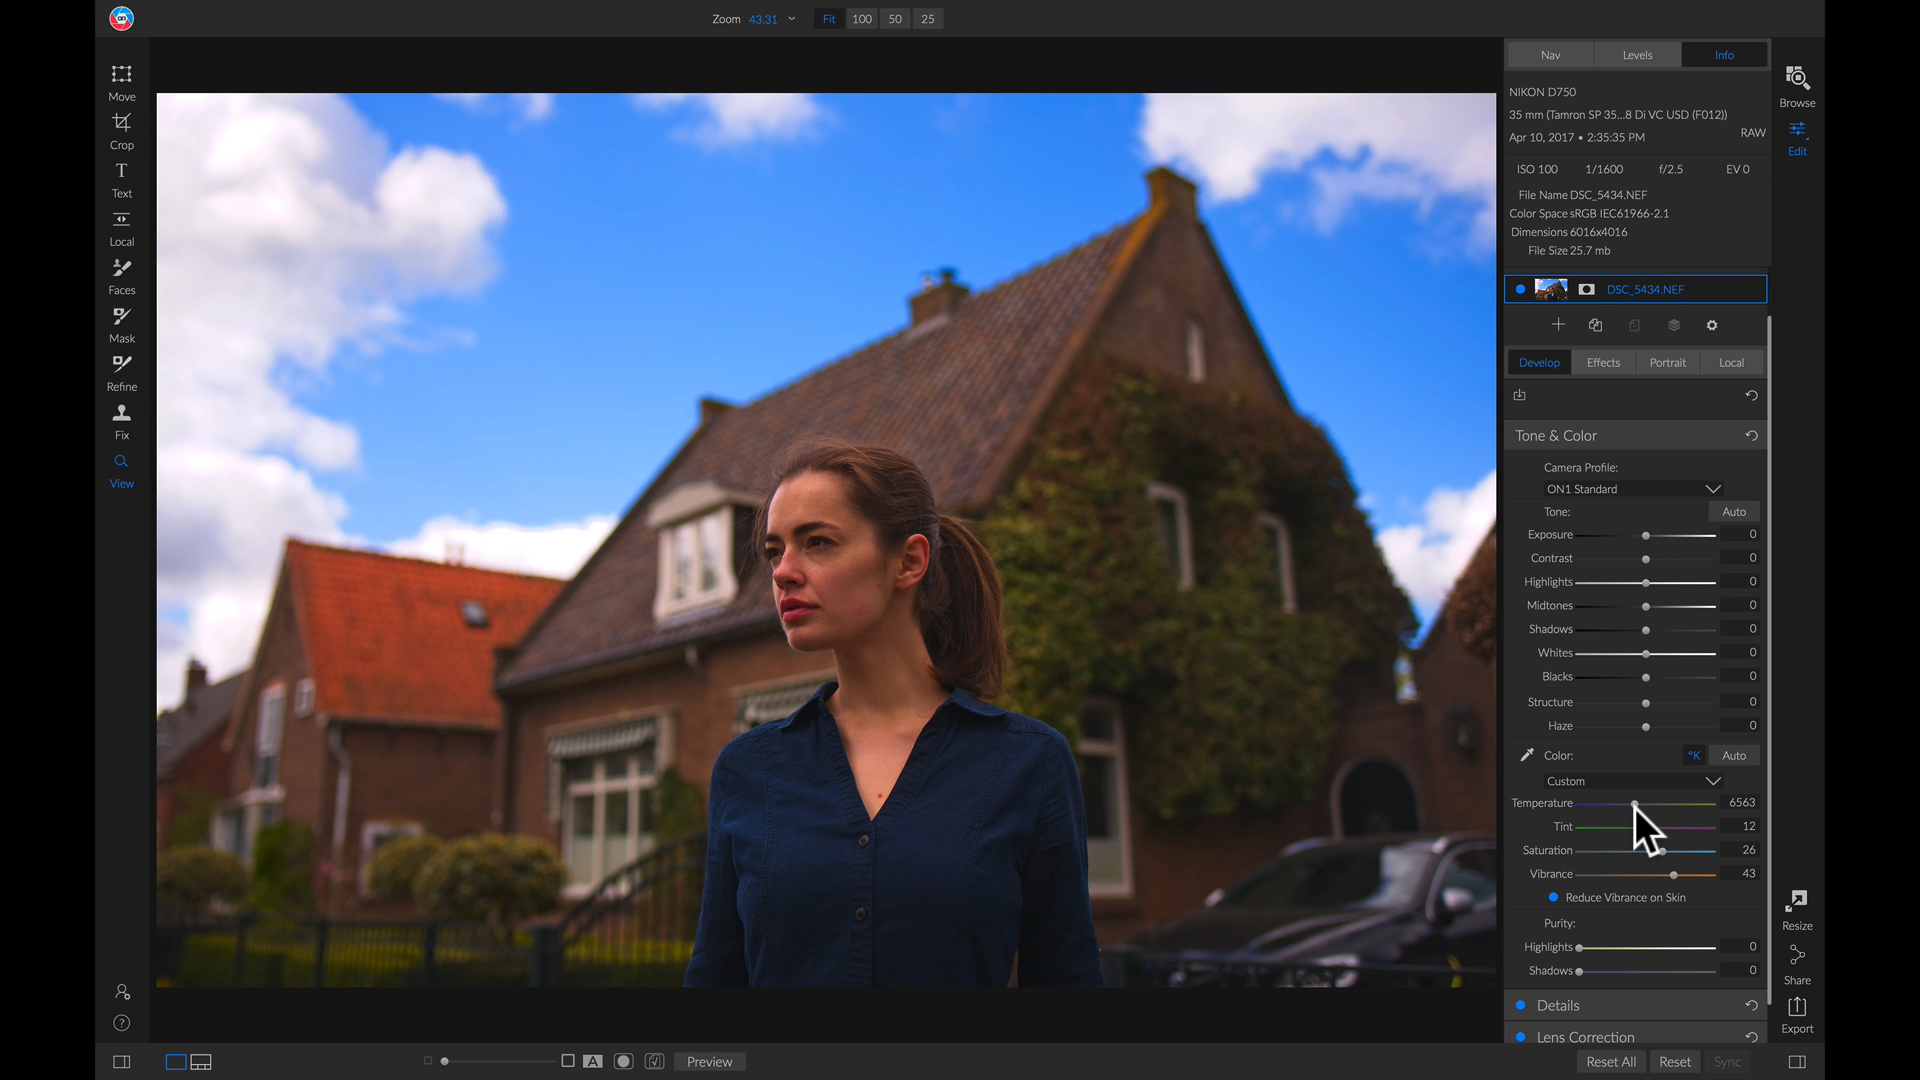 Zoom 43.31 Fit 100 50 25
Move
Crop
T
Text
Local
Faces
Mask
Refine
Fix
View
?
Nav Levels Info
NIKON D750
35 mm (Tamron SP 35...8 Di VC USD (F012))
Apr 10, 2017 • 2:35:35 PM RAW
ISO 100 1/1600 f/2.5 EV 0
File Name DSC_5434.NEF
Color Space sRGB IEC61966-2.1
Dimensions 6016x4016
File Size 25.7 mb
DSC_5434.NEF
Develop Effects Portrait Local
Tone & Color
Camera Profile:
ON1 Standard
Tone: Auto
Exposure 0
Contrast 0
Highlights 0
Midtones 0
Shadows 0
Whites 0
Blacks 0
Structure 0
Haze 0
Color: °K Auto
Custom
Temperature 6563
Tint 12
Saturation 26
Vibrance 43
Reduce Vibrance on Skin
Purity:
Highlights 0
Shadows 0
Details
Lens Correction
Browse
Edit
Resize
Share
Export
A Preview
Reset All Reset Sync